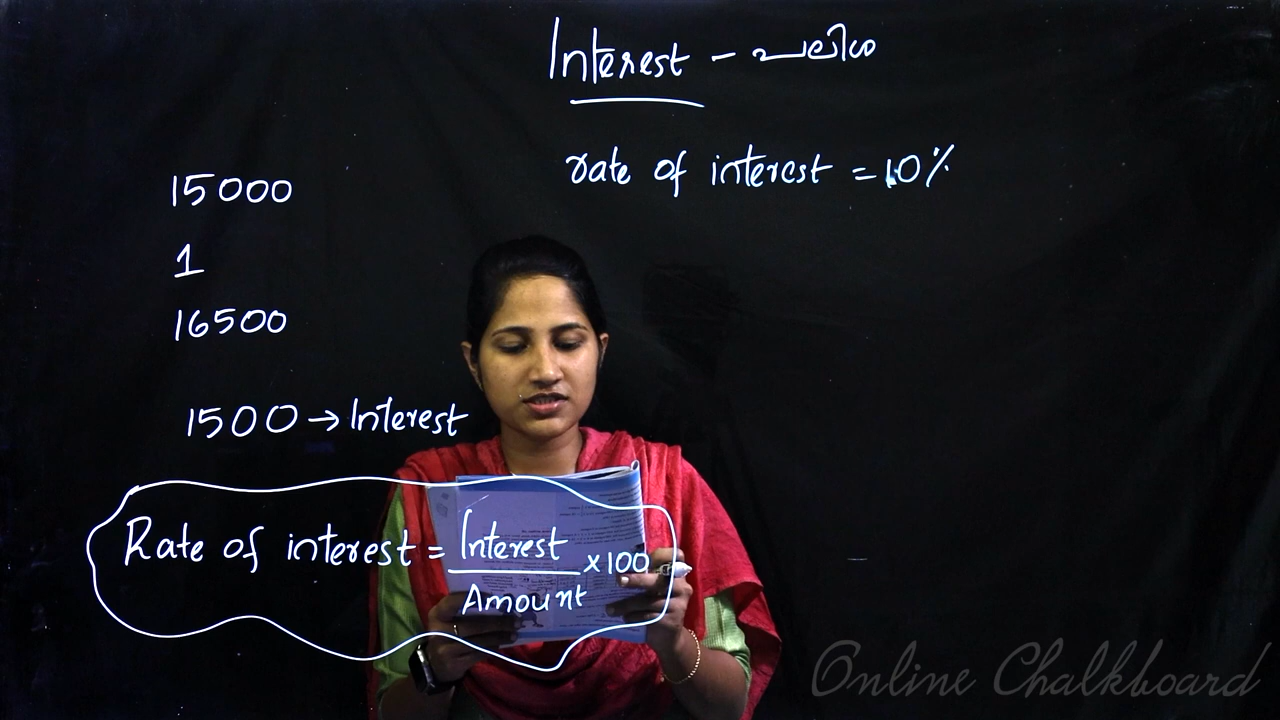 Interest - പലിശ
rate of interest = 10%
15000
1
16500
1500 → Interest
Rate of interest = Interest / Amount × 100
Online Chalkboard